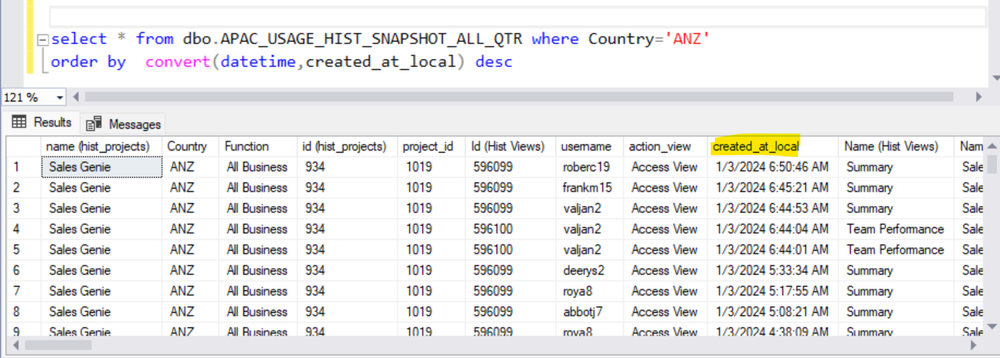 select * from dbo.APAC_USAGE_HIST_SNAPSHOT_ALL_QTR where Country='ANZ'
order by  convert(datetime,created_at_local) desc
121 %
Results Messages
name (hist_projects) Country Function id (hist_projects) project_id Id (Hist Views) username action_view created_at_local Name (Hist Views) Nam
1 Sales Genie ANZ All Business 934 1019 596099 roberc19 Access View 1/3/2024 6:50:46 AM Summary Sale
2 Sales Genie ANZ All Business 934 1019 596099 frankm15 Access View 1/3/2024 6:45:21 AM Summary Sale
3 Sales Genie ANZ All Business 934 1019 596099 valjan2 Access View 1/3/2024 6:44:53 AM Summary Sale
4 Sales Genie ANZ All Business 934 1019 596100 valjan2 Access View 1/3/2024 6:44:04 AM Team Performance Sale
5 Sales Genie ANZ All Business 934 1019 596100 valjan2 Access View 1/3/2024 6:44:01 AM Team Performance Sale
6 Sales Genie ANZ All Business 934 1019 596099 deerys2 Access View 1/3/2024 5:33:34 AM Summary Sale
7 Sales Genie ANZ All Business 934 1019 596099 roya8 Access View 1/3/2024 5:17:55 AM Summary Sale
8 Sales Genie ANZ All Business 934 1019 596099 abbotj7 Access View 1/3/2024 5:08:21 AM Summary Sale
9 Sales Genie ANZ All Business 934 1019 596099 roya8 Access View 1/3/2024 4:38:09 AM Summary Sale